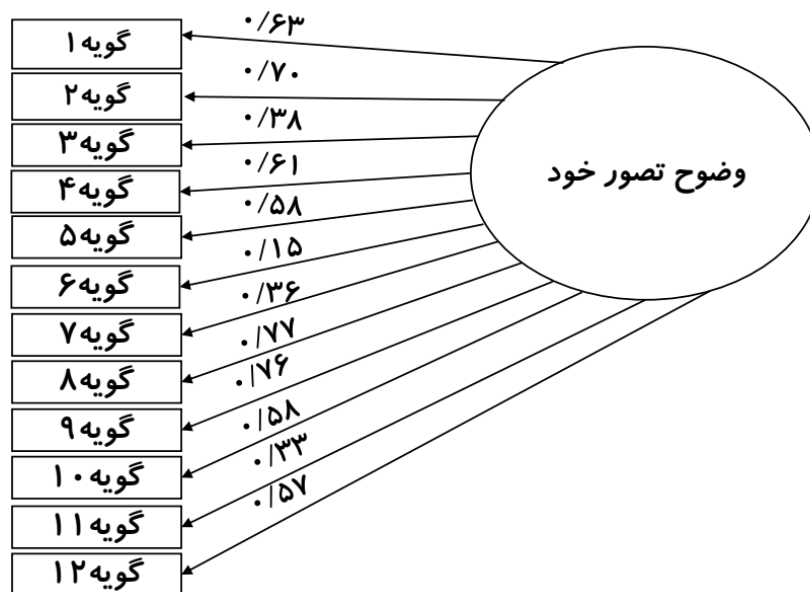 گویه۱
۰/۶۳
گویه۲
۰/۷۰
گویه۳
۰/۳۸
گویه۴
۰/۶۱
گویه۵
۰/۵۸
گویه۶
۰/۱۵
گویه۷
۰/۳۶
گویه۸
۰/۷۷
گویه۹
۰/۷۶
گویه۱۰
۰/۵۸
گویه۱۱
۰/۳۳
گویه۱۲
۰/۵۷
وضوح تصور خود